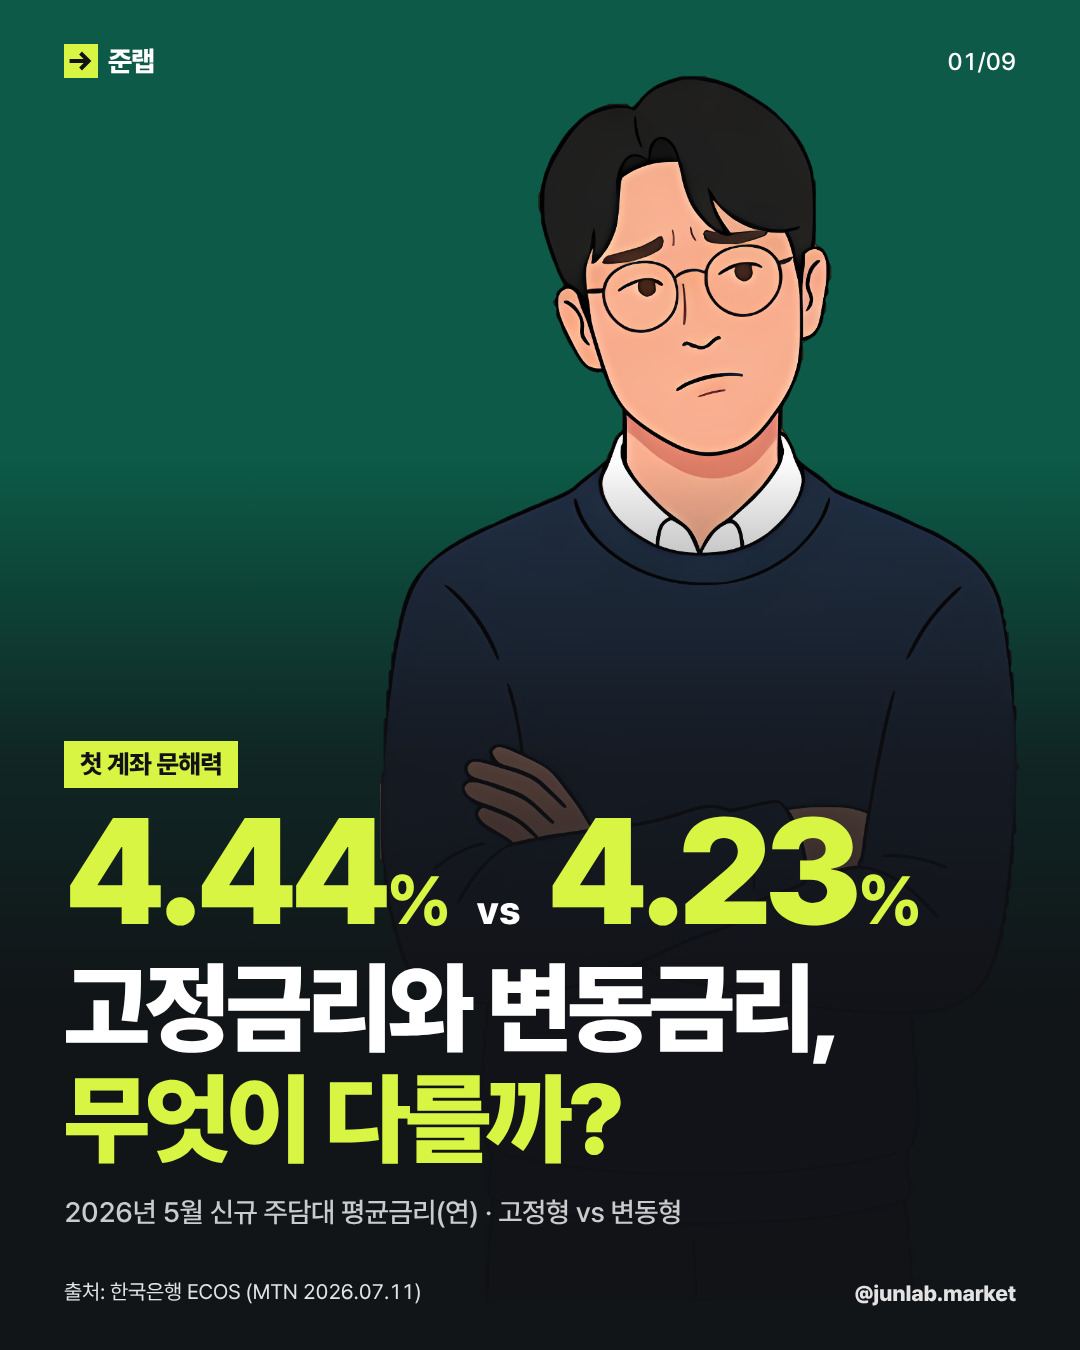 준랩
01/09
첫 계좌 문해력
4.44% vs 4.23%
고정금리와 변동금리,
무엇이 다를까?
2026년 5월 신규 주담대 평균금리(연) · 고정형 vs 변동형
출처: 한국은행 ECOS (MTN 2026.07.11)
@junlab.market